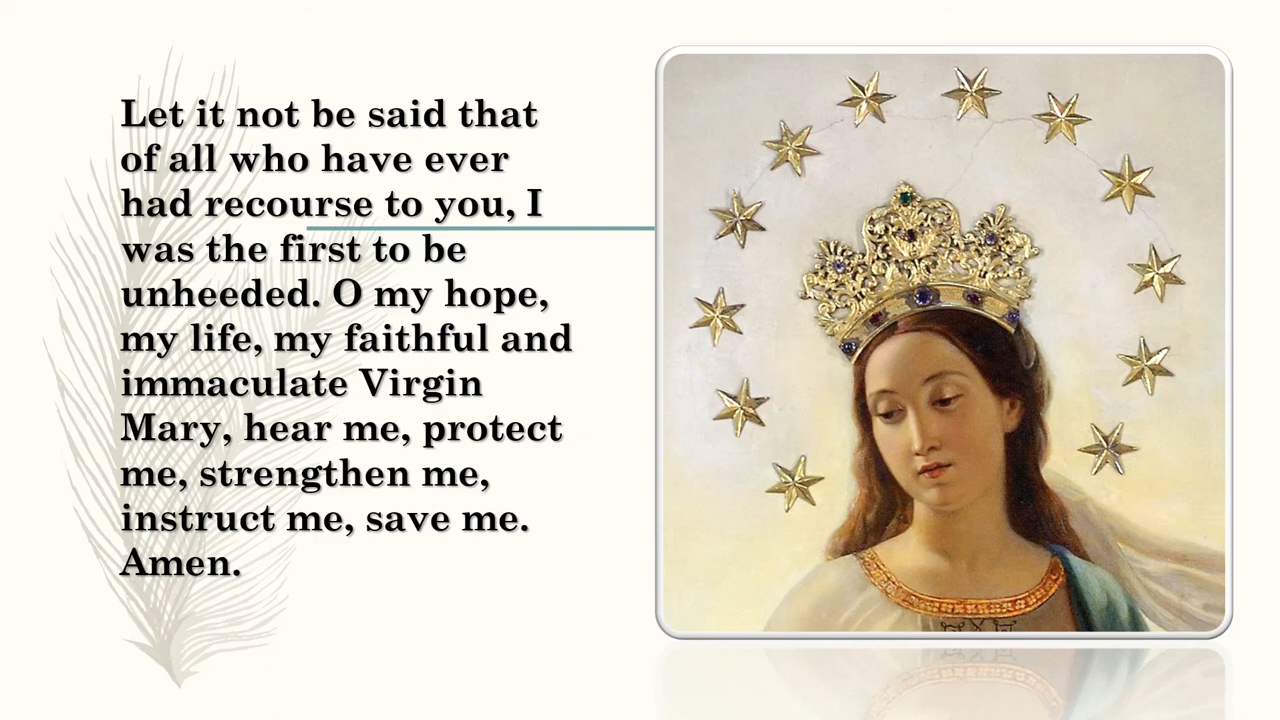 Let it not be said that
of all who have ever
had recourse to you, I
was the first to be
unheeded. O my hope,
my life, my faithful and
immaculate Virgin
Mary, hear me, protect
me, strengthen me,
instruct me, save me.
Amen.